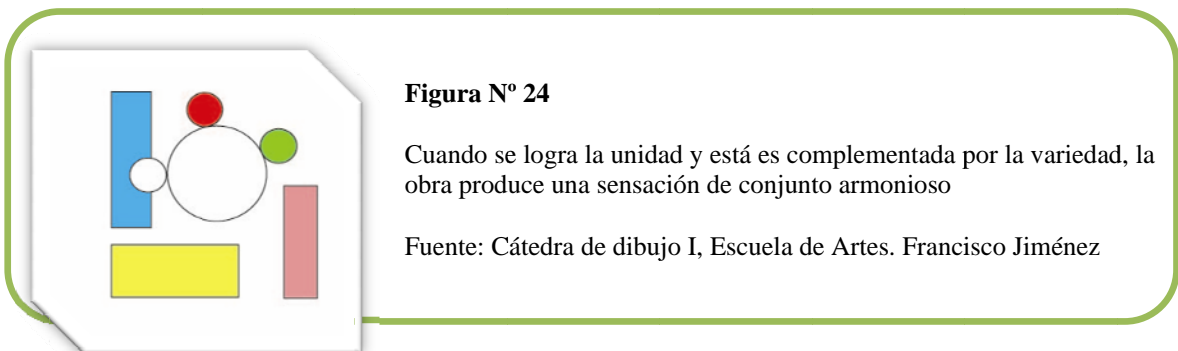 Figura Nº 24
Cuando se logra la unidad y está es complementada por la variedad, la
obra produce una sensación de conjunto armonioso
Fuente: Cátedra de dibujo I, Escuela de Artes. Francisco Jiménez